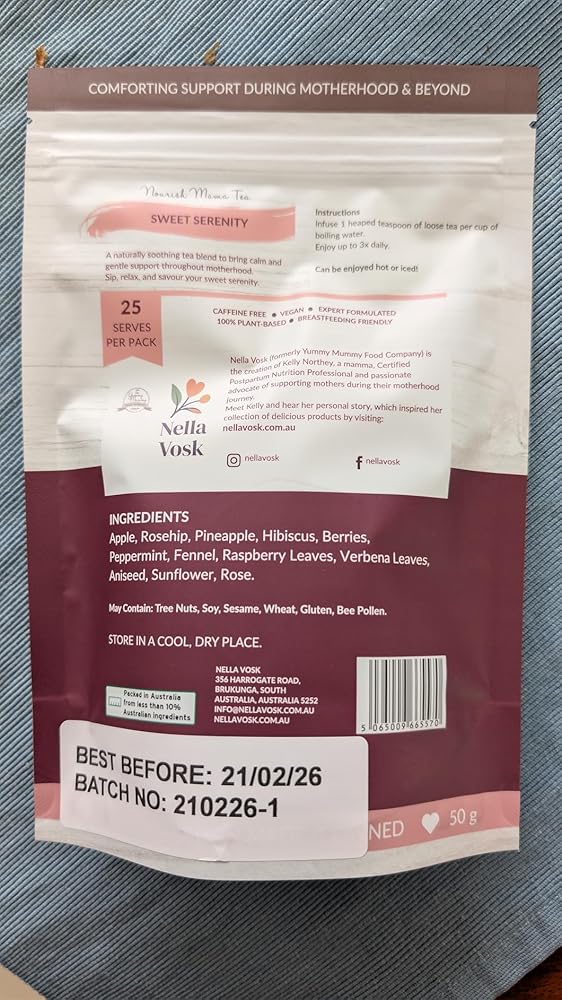 COMFORTING SUPPORT DURING MOTHERHOOD & BEYOND
Nourish Mama Tea
SWEET SERENITY
A naturally soothing tea blend to bring calm and
gentle support throughout motherhood.
Sip, relax, and savour your sweet serenity.
Instructions
Infuse 1 heaped teaspoon of loose tea per cup of
boiling water.
Enjoy up to 3x daily.
Can be enjoyed hot or iced!
25
SERVES
PER PACK
CAFFEINE FREE ● VEGAN ● EXPERT FORMULATED
100% PLANT-BASED ● BREASTFEEDING FRIENDLY
Nella Vosk (formerly Yummy Mummy Food Company) is
the creation of Kelly Northey, a mamma, Certified
Postpartum Nutrition Professional and passionate
advocate of supporting mothers during their motherhood
journey.
Meet Kelly and hear her personal story, which inspired her
collection of delicious products by visiting:
nellavosk.com.au
Nella
Vosk
nellavosk
nellavosk
INGREDIENTS
Apple, Rosehip, Pineapple, Hibiscus, Berries,
Peppermint, Fennel, Raspberry Leaves, Verbena Leaves,
Aniseed, Sunflower, Rose.
May Contain: Tree Nuts, Soy, Sesame, Wheat, Gluten, Bee Pollen.
STORE IN A COOL, DRY PLACE.
Packed in Australia
from less than 10%
Australian ingredients
NELLA VOSK
356 HARROGATE ROAD,
BRUKUNGA, SOUTH
AUSTRALIA, AUSTRALIA 5252
INFO@NELLAVOSK.COM.AU
NELLAVOSK.COM.AU
5 065009 665570
BEST BEFORE: 21/02/26
BATCH NO: 210226-1
NED
50 g